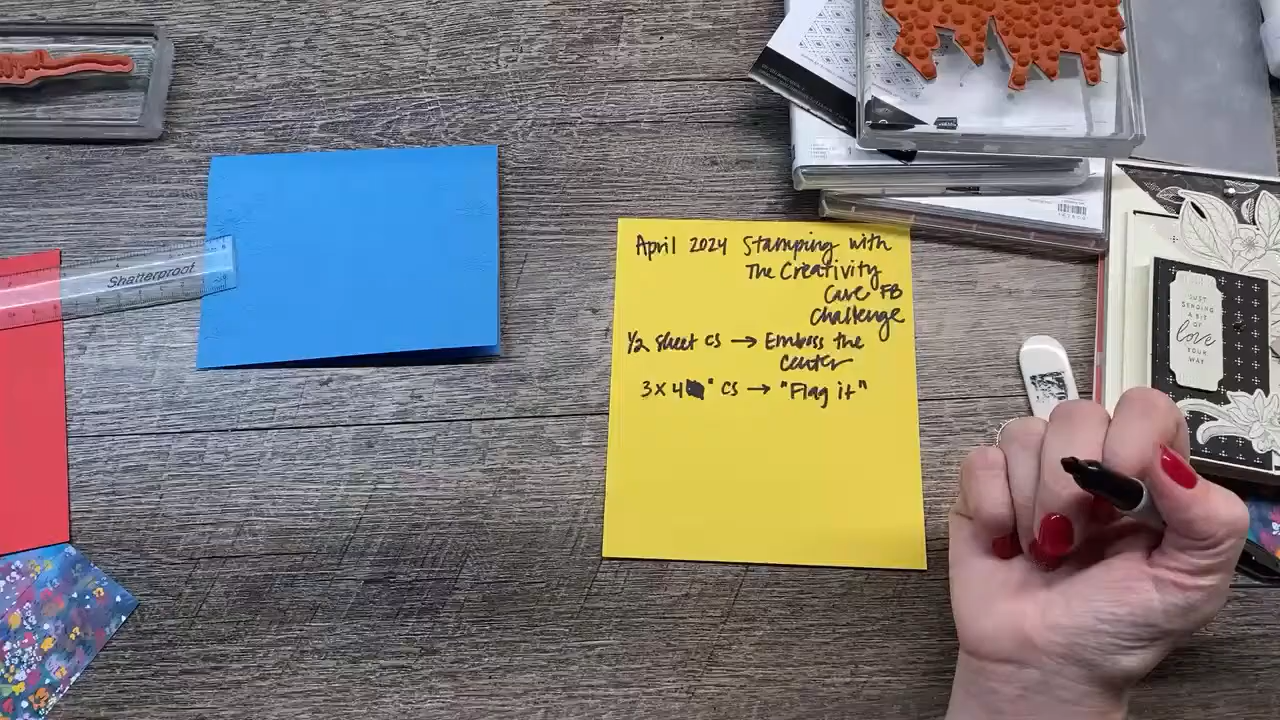 Shatterproof
April 2024 Stamping with
The Creativity
Cave FB
Challenge
1/2 sheet cs → Emboss the
center
3 x 4 " cs → "Flag it"
JUST
SENDING
A BIT
OF
love
YOUR
WAY